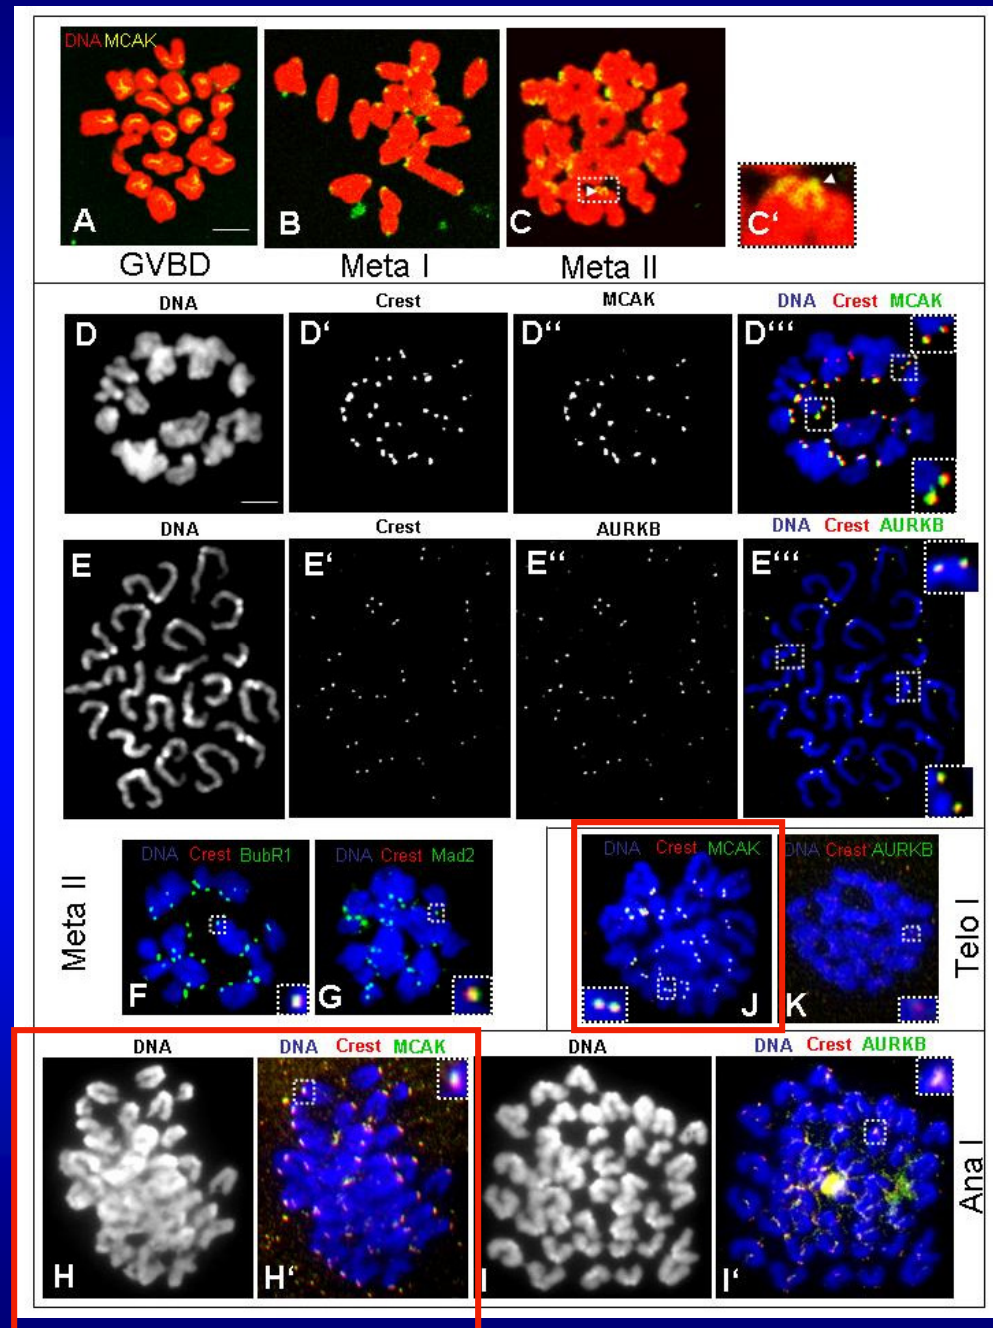 DNA MCAK
A
B
C
C'
GVBD
Meta I
Meta II
DNA
Crest
MCAK
DNA Crest MCAK
D
D'
D''
D'''
DNA
Crest
AURKB
DNA Crest AURKB
E
E'
E''
E'''
Meta II
DNA Crest BubR1
F
DNA Crest Mad2
G
DNA Crest MCAK
J
DNA Crest AURKB
K
Telo I
DNA
DNA Crest MCAK
DNA
DNA Crest AURKB
H
H'
I
I'
Ana I